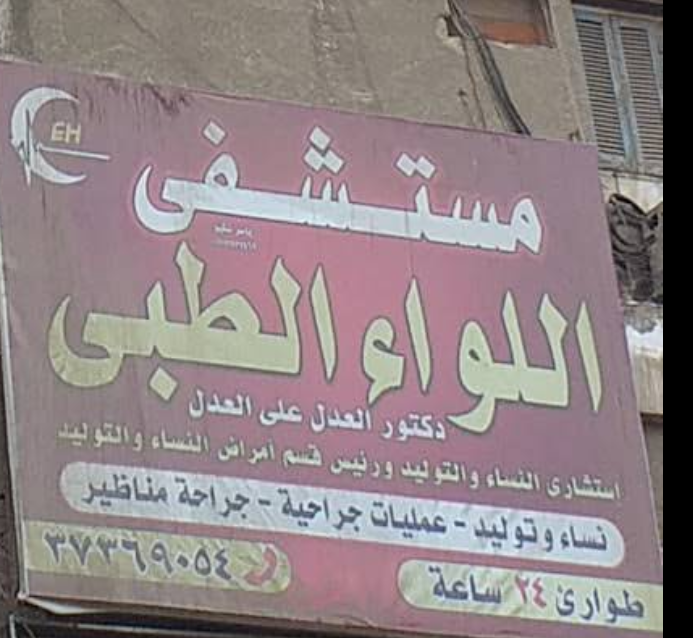 EH
مستشفى
اللواء الطبى
دكتور العدل على العدل
استشارى النساء والتوليد ورئيس قسم أمراض النساء والتوليد
نساء وتوليد - عمليات جراحية - جراحة مناظير
طوارئ ٢٤ ساعة
٣٧٣٦٩٠٥٤